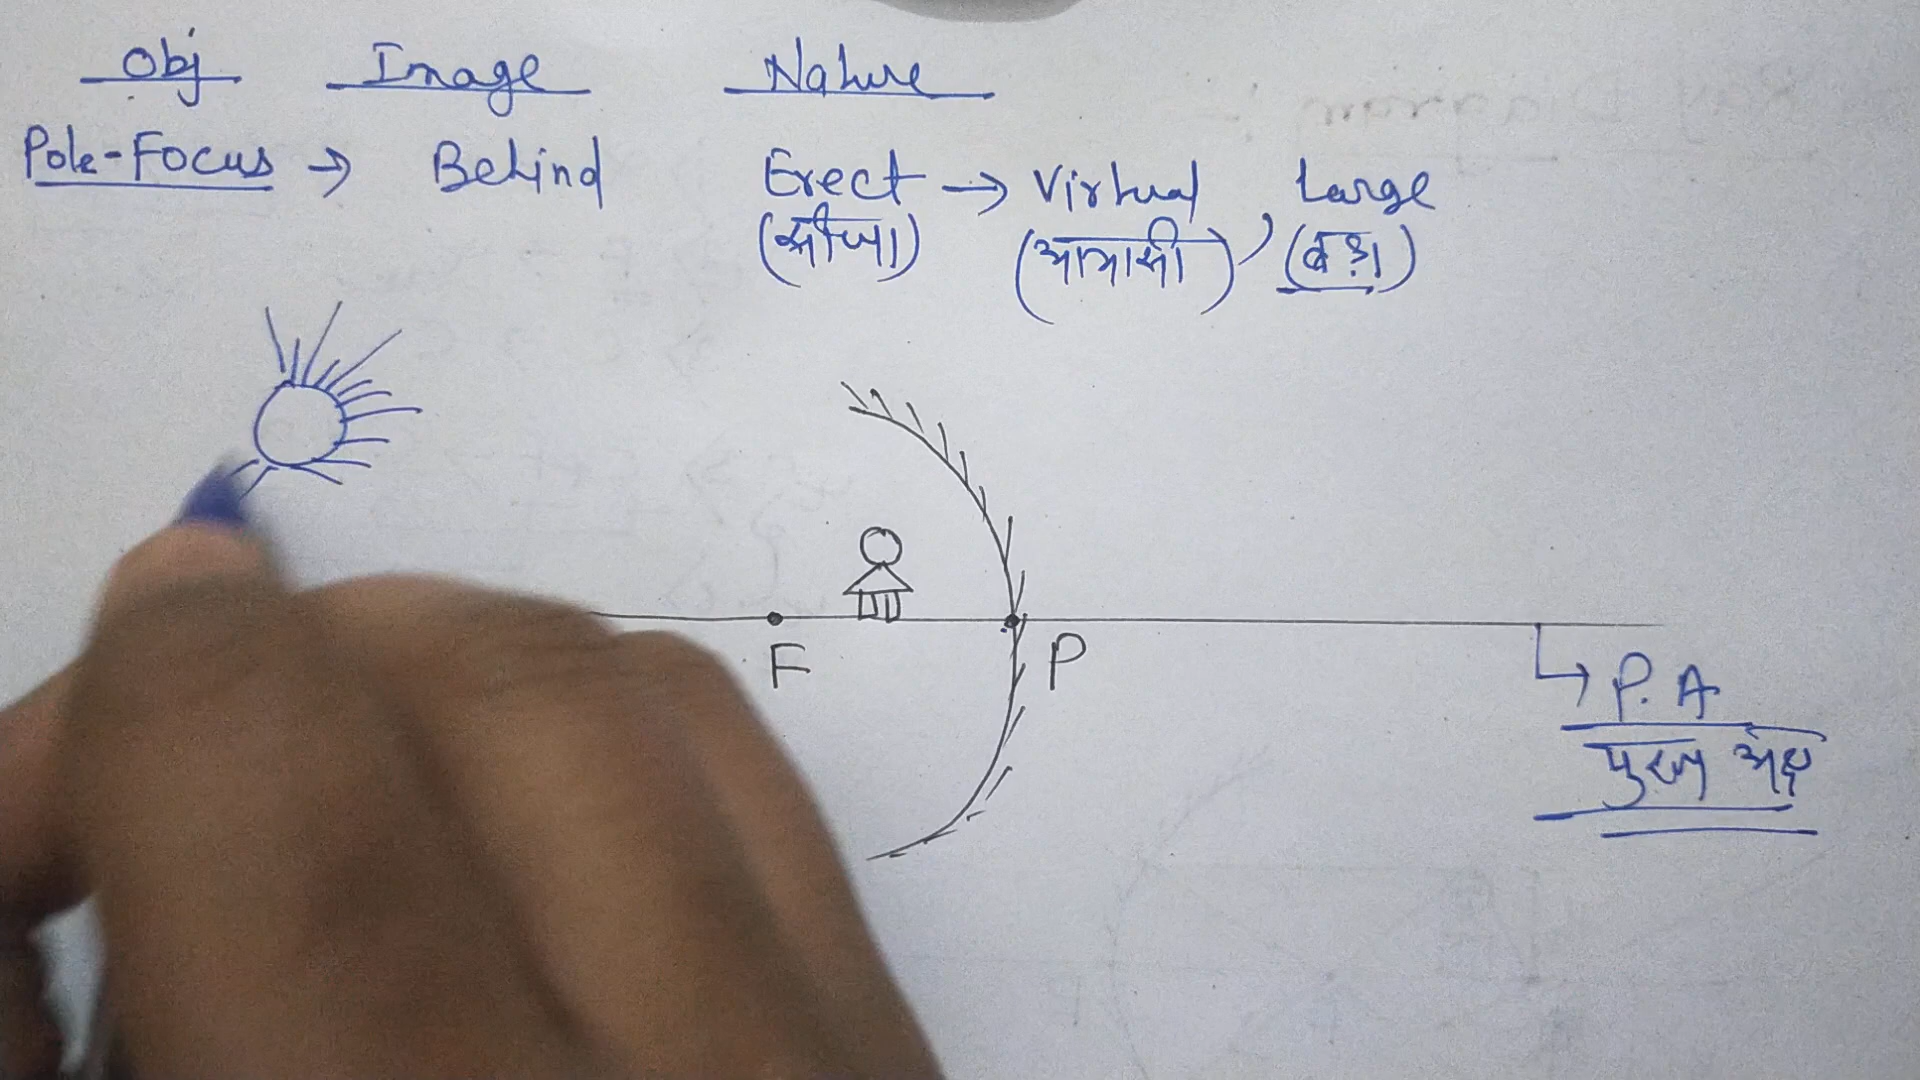 Obj Image Nature
Pole-Focus → Behind Erect → Virtual, Large
(सीधा) (आभासी) (बड़ा)
F P
P.A
मुख्य अक्ष